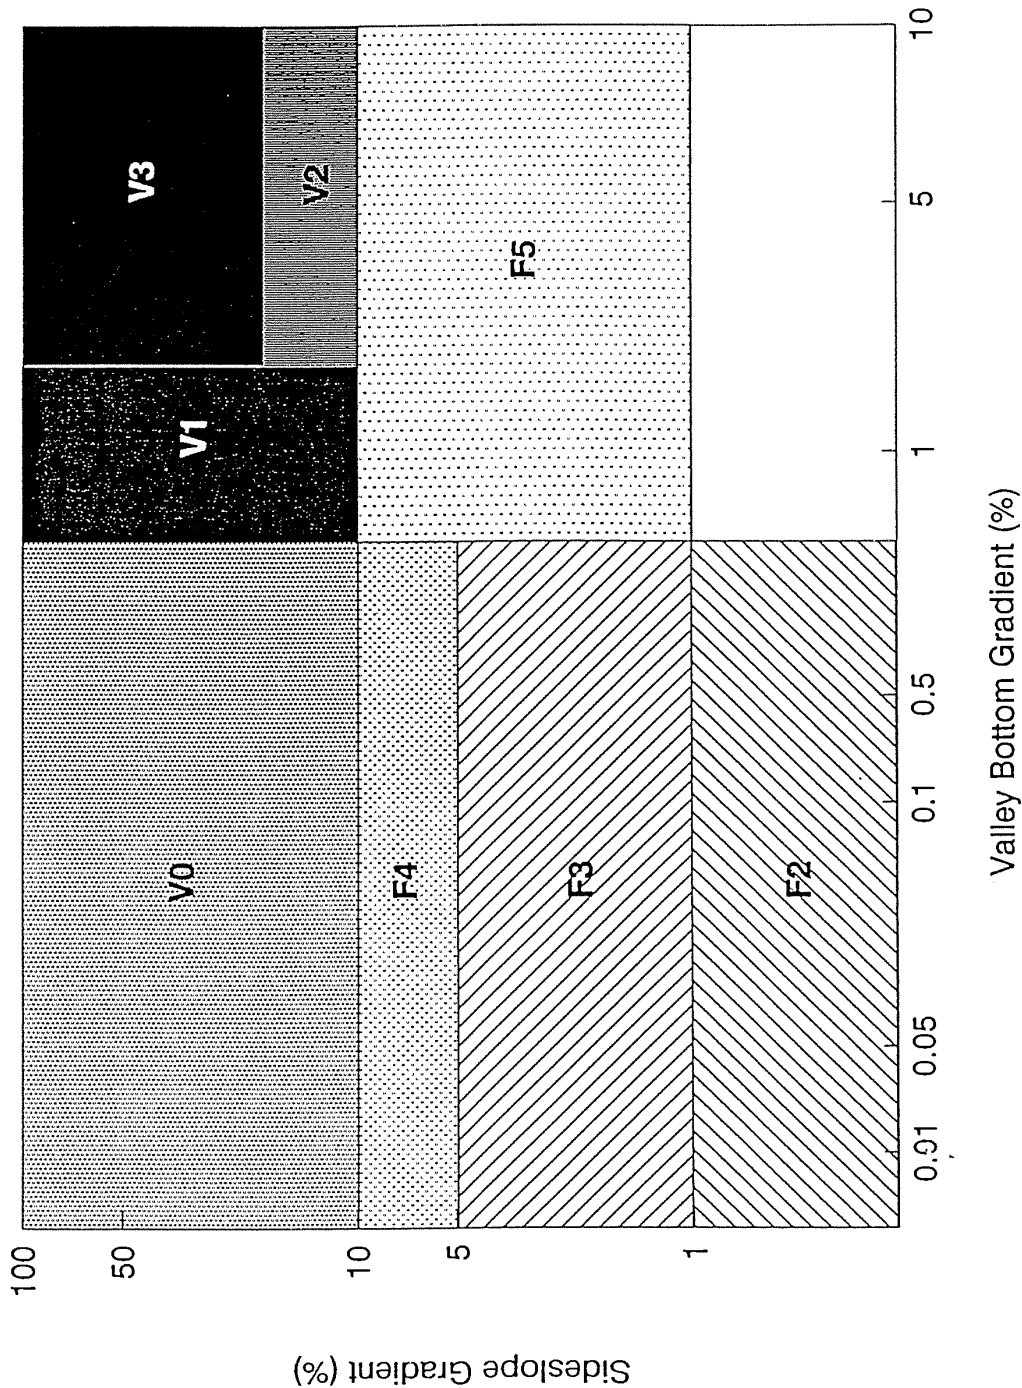 Sideslope Gradient (%)
100
50
10
5
1
V0
V1
V3
V2
F4
F5
F3
F2
0.01
0.05
0.1
0.5
1
5
10
Valley Bottom Gradient (%)